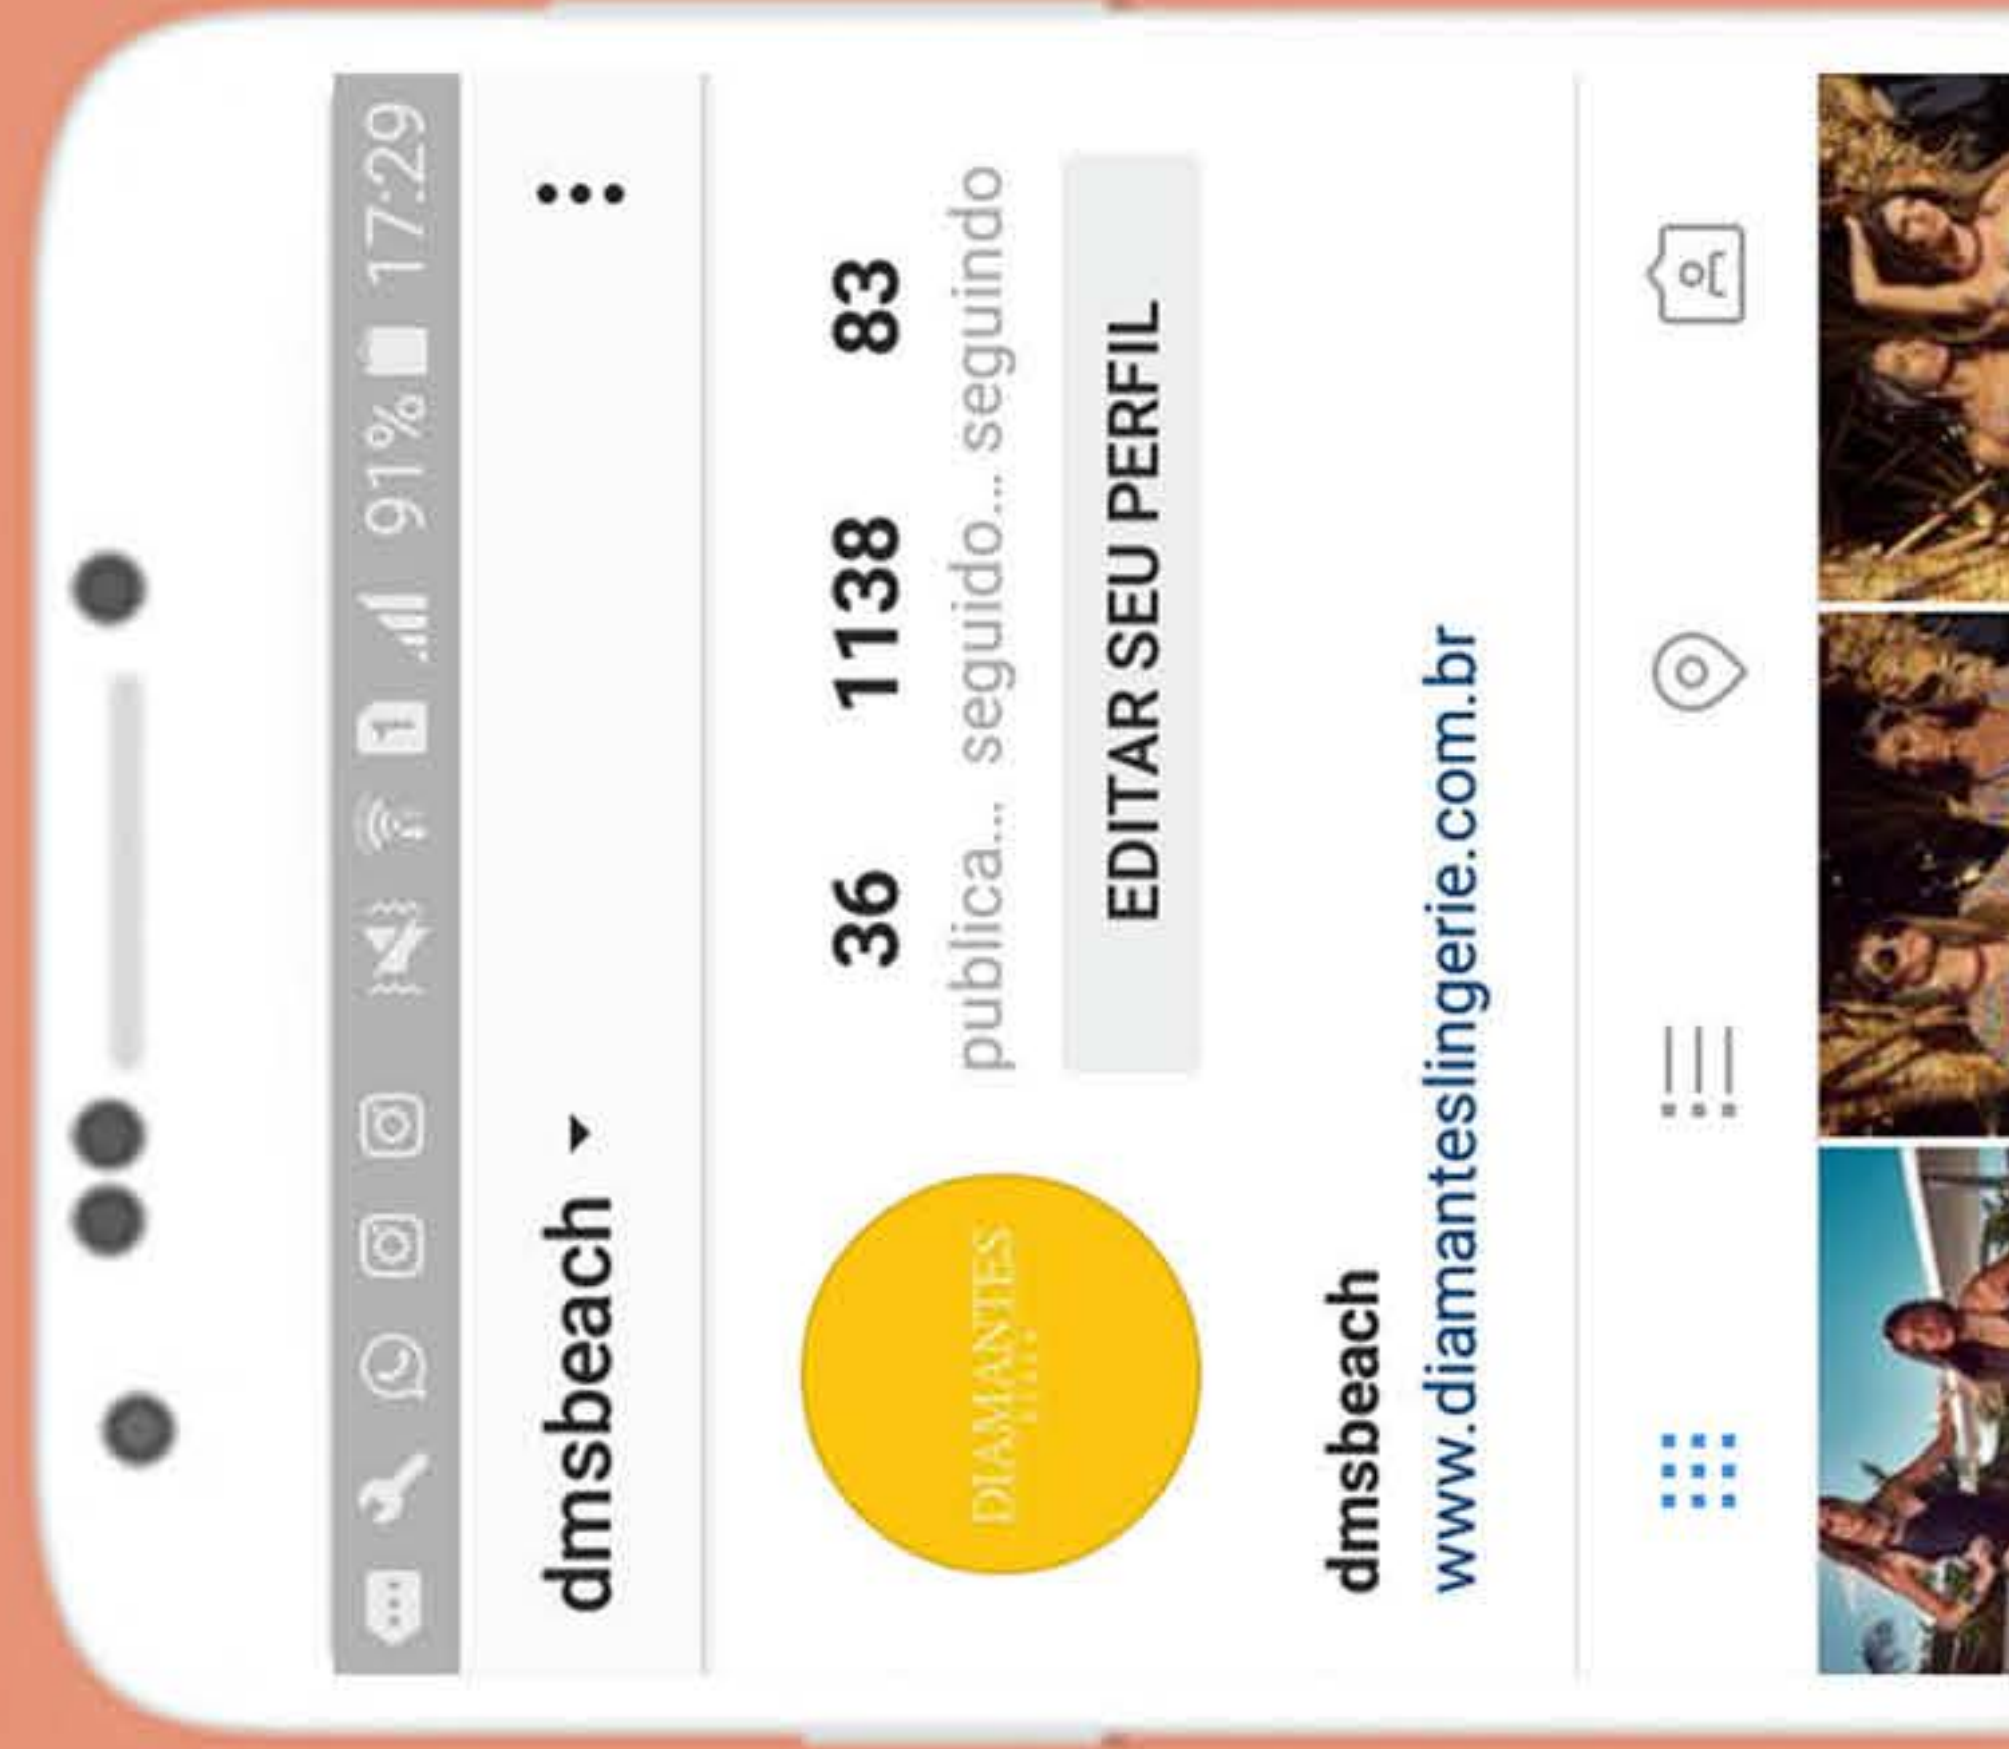 91% 17:29
dmsbeach
36 1138 83
publica... seguido... seguindo
EDITAR SEU PERFIL
DIAMANTES
dmsbeach
www.diamanteslingerie.com.br